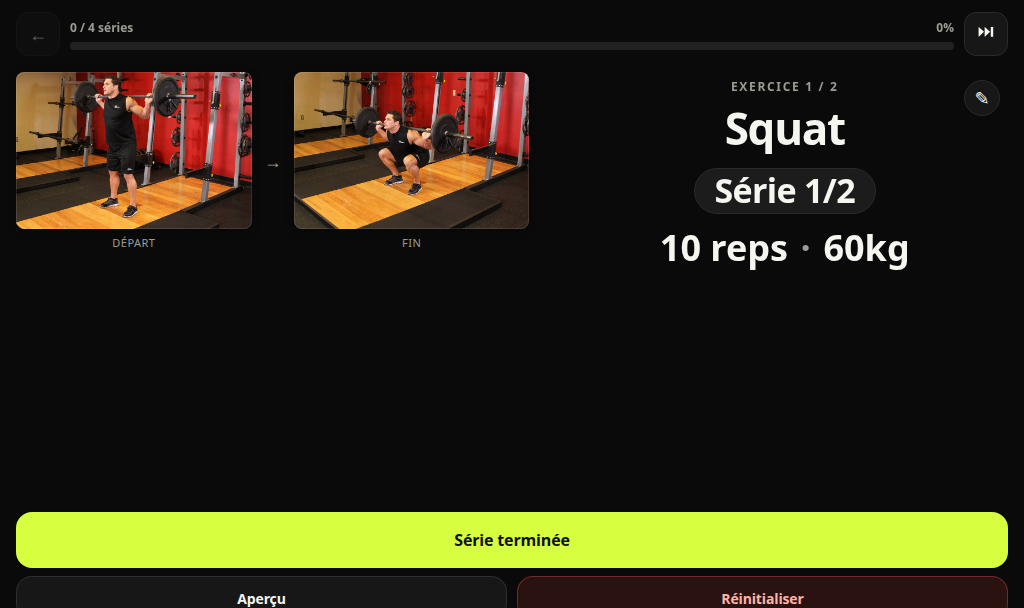 ←
0 / 4 séries
0%
DÉPART
→
FIN
EXERCICE 1 / 2
Squat
Série 1/2
10 reps · 60kg
Série terminée
Aperçu
Réinitialiser